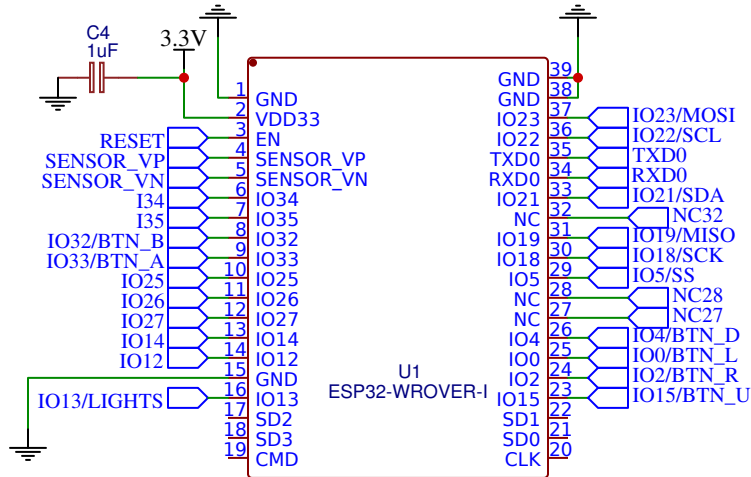 C4
1uF
3.3V
1 GND
2 VDD33
RESET 3 EN
SENSOR_VP 4 SENSOR_VP
SENSOR_VN 5 SENSOR_VN
I34 6 IO34
I35 7 IO35
IO32/BTN_B 8 IO32
IO33/BTN_A 9 IO33
IO25 10 IO25
IO26 11 IO26
IO27 12 IO27
IO14 13 IO14
IO12 14 IO12
15 GND
IO13/LIGHTS 16 IO13
17 SD2
18 SD3
19 CMD
U1
ESP32-WROVER-I
GND 39
GND 38
IO23 37 IO23/MOSI
IO22 36 IO22/SCL
TXD0 35 TXD0
RXD0 34 RXD0
IO21 33 IO21/SDA
NC 32 NC32
IO19 31 IO19/MISO
IO18 30 IO18/SCK
IO5 29 IO5/SS
NC 28 NC28
NC 27 NC27
IO4 26 IO4/BTN_D
IO0 25 IO0/BTN_L
IO2 24 IO2/BTN_R
IO15 23 IO15/BTN_U
SD1 22
SD0 21
CLK 20